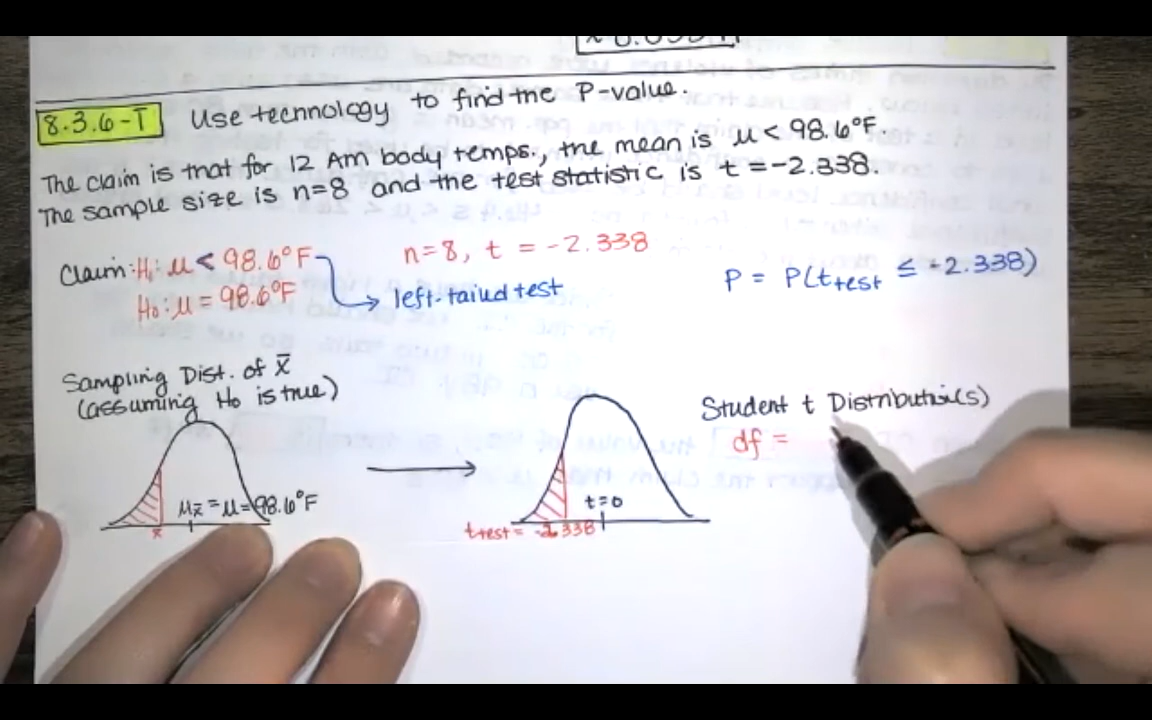 8.3.6-T Use technology to find the P-value.
The claim is that for 12 Am body temps., the mean is μ < 98.6°F.
The sample size is n=8 and the test statistic is t = -2.338.
Claim: H₁: μ < 98.6°F
n=8, t = -2.338
H₀: μ = 98.6°F
left-tailed test
P = P(t test ≤ -2.338)
Sampling Dist. of x̄
(assuming H₀ is true)
Student t Distribution(s)
df =
μx̄ = μ = 98.6°F
t=0
x̄
t test = -2.338